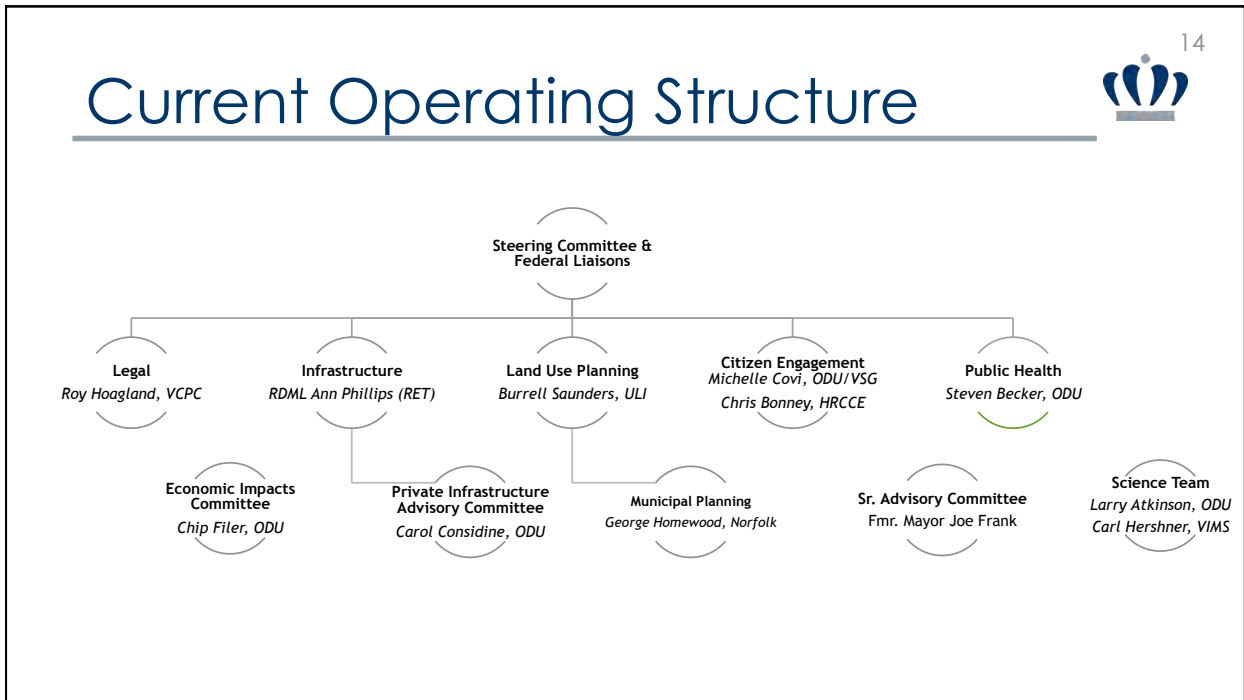 14
Current Operating Structure
Steering Committee &
Federal Liaisons
Legal
Roy Hoagland, VCPC
Infrastructure
RDML Ann Phillips (RET)
Land Use Planning
Burrell Saunders, ULI
Citizen Engagement
Michelle Covi, ODU/VSG
Chris Bonney, HRCCE
Public Health
Steven Becker, ODU
Economic Impacts
Committee
Chip Filer, ODU
Private Infrastructure
Advisory Committee
Carol Considine, ODU
Municipal Planning
George Homewood, Norfolk
Sr. Advisory Committee
Fmr. Mayor Joe Frank
Science Team
Larry Atkinson, ODU
Carl Hershner, VIMS